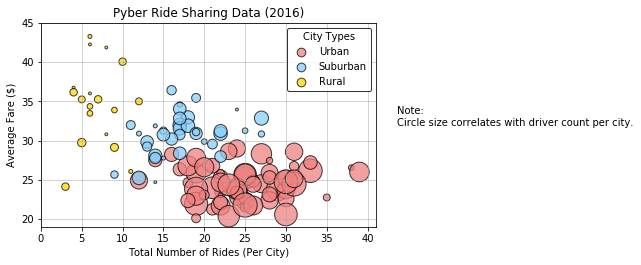 Pyber Ride Sharing Data (2016)
45
40
35
30
25
20
Average Fare ($)
0 5 10 15 20 25 30 35 40
Total Number of Rides (Per City)
City Types
Urban
Suburban
Rural
Note:
Circle size correlates with driver count per city.